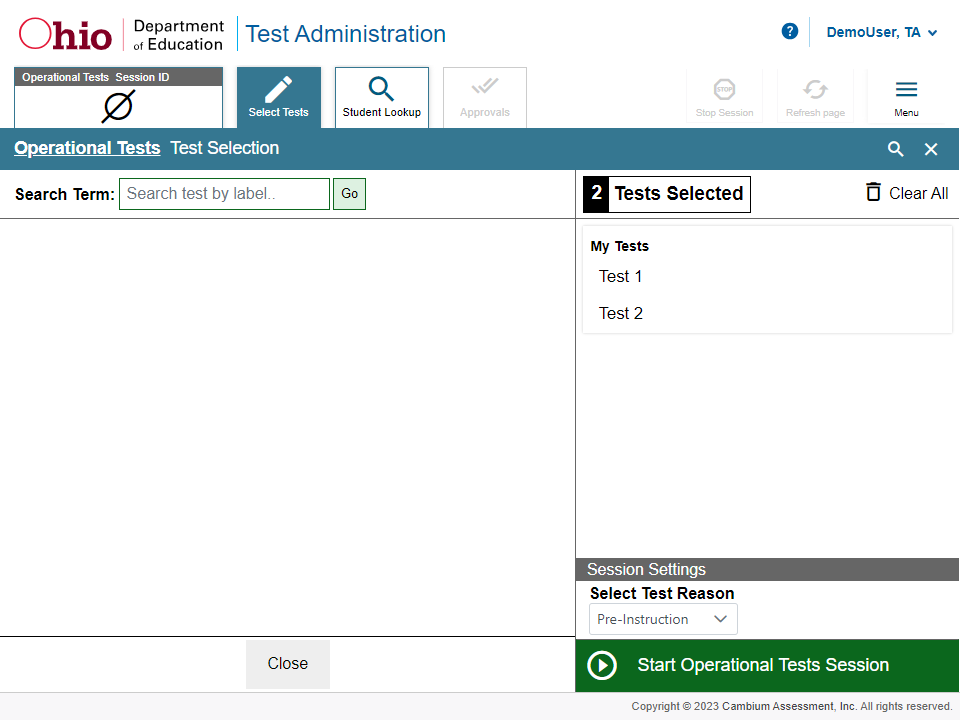 Ohio Department of Education Test Administration
? DemoUser, TA
Operational Tests Session ID
Select Tests
Student Lookup
Approvals
STOP
Stop Session
Refresh page
Menu
Operational Tests Test Selection
Search Term: Search test by label.. Go
2 Tests Selected
Clear All
My Tests
Test 1
Test 2
Session Settings
Select Test Reason
Pre-Instruction
Close
Start Operational Tests Session
Copyright © 2023 Cambium Assessment, Inc. All rights reserved.